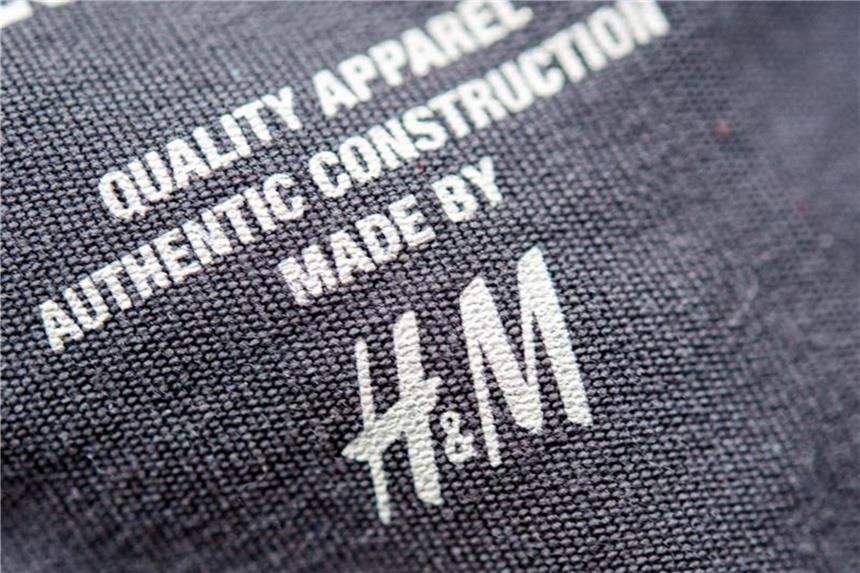 QUALITY APPAREL
AUTHENTIC CONSTRUCTION
MADE BY
H&M